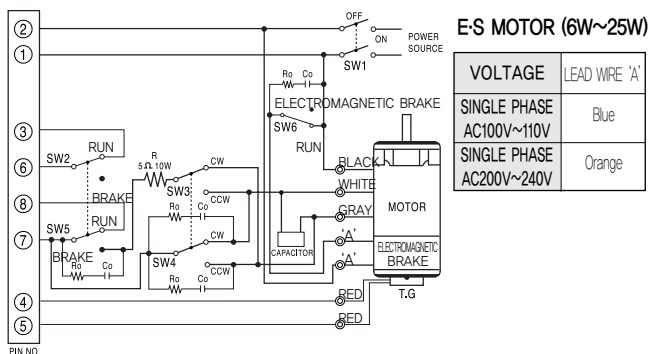 OFF
ON
POWER
SOURCE
SW1
E·S MOTOR (6W~25W)
VOLTAGE
LEAD WIRE 'A'
SINGLE PHASE
AC100V~110V
Blue
SINGLE PHASE
AC200V~240V
Orange
2
1
3
6
8
7
4
5
PIN NO
Ro
Co
ELECTROMAGNETIC BRAKE
SW6
RUN
SW2
RUN
BRAKE
R
5Ω 10W
SW3
CW
CCW
Ro
Co
SW5
RUN
BRAKE
Ro
Co
SW4
CW
CCW
Ro
Co
CAPACITOR
BLACK
WHITE
GRAY
'A'
'A'
RED
RED
MOTOR
ELECTROMAGNETIC
BRAKE
T.G